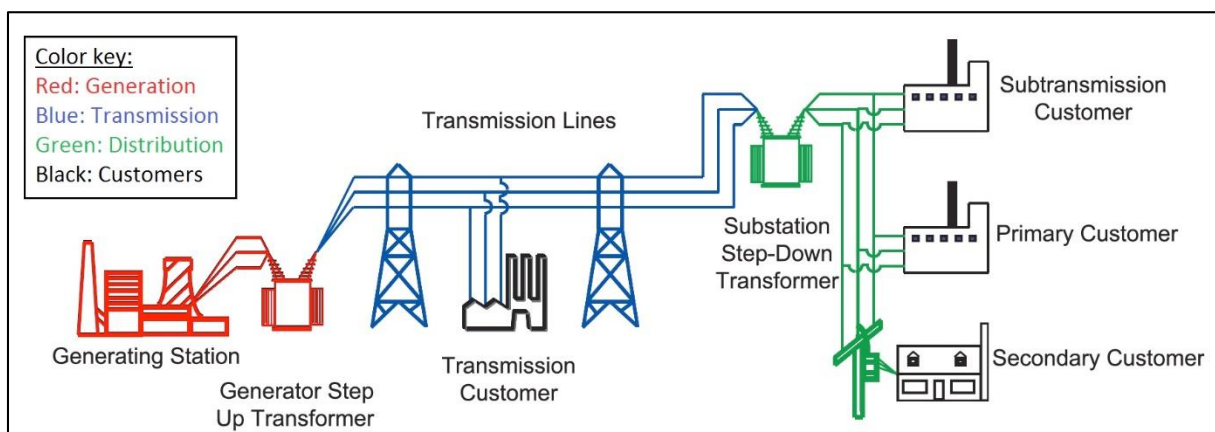 Color key:
Red: Generation
Blue: Transmission
Green: Distribution
Black: Customers
Transmission Lines
Subtransmission
Customer
Substation
Step-Down
Transformer
Primary Customer
Generating Station
Generator Step
Up Transformer
Transmission
Customer
Secondary Customer